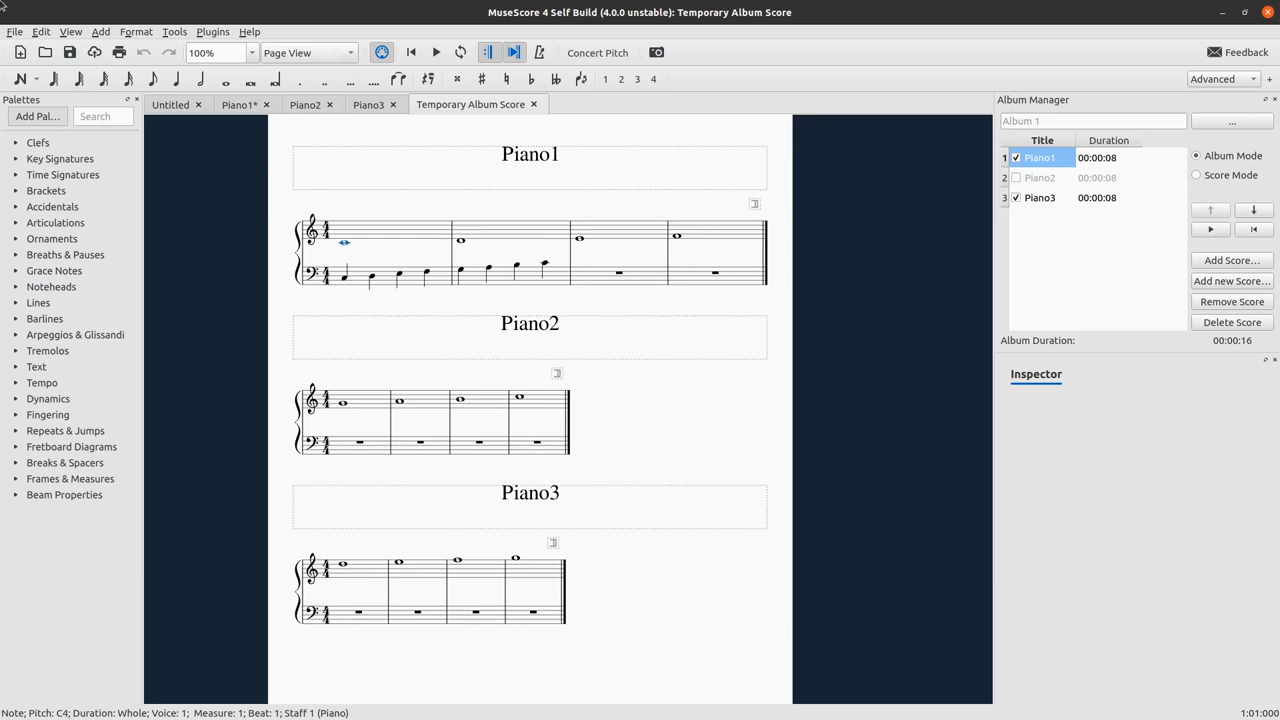 MuseScore 4 Self Build (4.0.0 unstable): Temporary Album Score
File Edit View Add Format Tools Plugins Help
100% Page View Concert Pitch Feedback
1 2 3 4 Advanced +
Palettes
Add Pal... Search
Clefs
Key Signatures
Time Signatures
Brackets
Accidentals
Articulations
Ornaments
Breaths & Pauses
Grace Notes
Noteheads
Lines
Barlines
Arpeggios & Glissandi
Tremolos
Text
Tempo
Dynamics
Fingering
Repeats & Jumps
Fretboard Diagrams
Breaks & Spacers
Frames & Measures
Beam Properties
Untitled Piano1* Piano2 Piano3 Temporary Album Score
Piano1
Piano2
Piano3
Album Manager
Album 1 ...
Title Duration
1 Piano1 00:00:08
2 Piano2 00:00:08
3 Piano3 00:00:08
Album Mode
Score Mode
Add Score...
Add new Score...
Remove Score
Delete Score
Album Duration: 00:00:16
Inspector
Note; Pitch: C4; Duration: Whole; Voice: 1; Measure: 1; Beat: 1; Staff 1 (Piano) 1:01:000